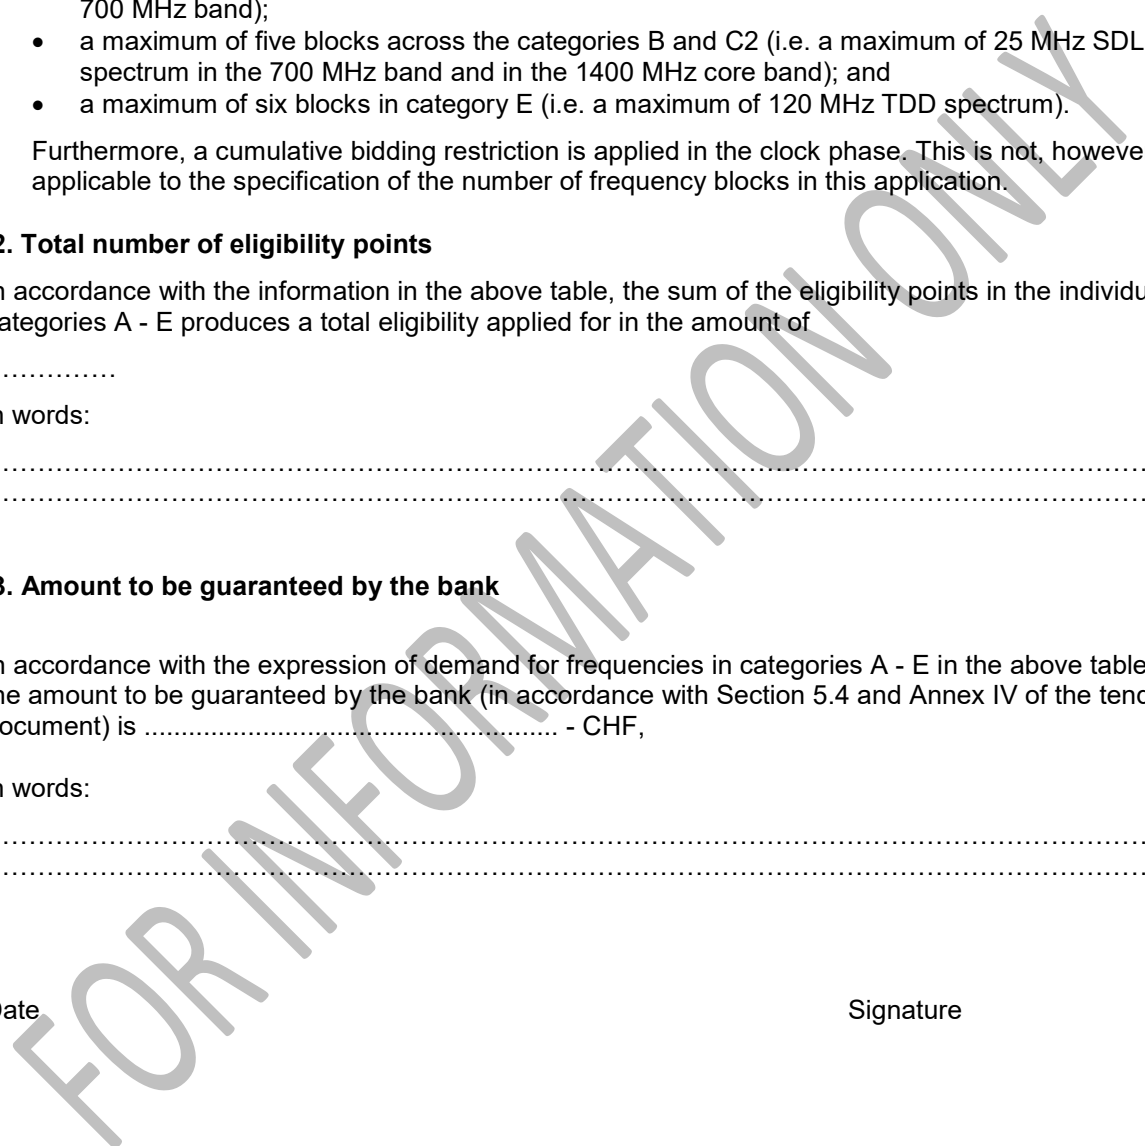 700 MHz band);
• a maximum of five blocks across the categories B and C2 (i.e. a maximum of 25 MHz SDL
spectrum in the 700 MHz band and in the 1400 MHz core band); and
• a maximum of six blocks in category E (i.e. a maximum of 120 MHz TDD spectrum).
Furthermore, a cumulative bidding restriction is applied in the clock phase. This is not, howeve
applicable to the specification of the number of frequency blocks in this application.
2. Total number of eligibility points
n accordance with the information in the above table, the sum of the eligibility points in the individu
ategories A - E produces a total eligibility applied for in the amount of
..............
n words:
3. Amount to be guaranteed by the bank
n accordance with the expression of demand for frequencies in categories A - E in the above table
he amount to be guaranteed by the bank (in accordance with Section 5.4 and Annex IV of the tend
ocument) is ........................................................ - CHF,
n words:
Date Signature
FOR INFORMATION ONLY